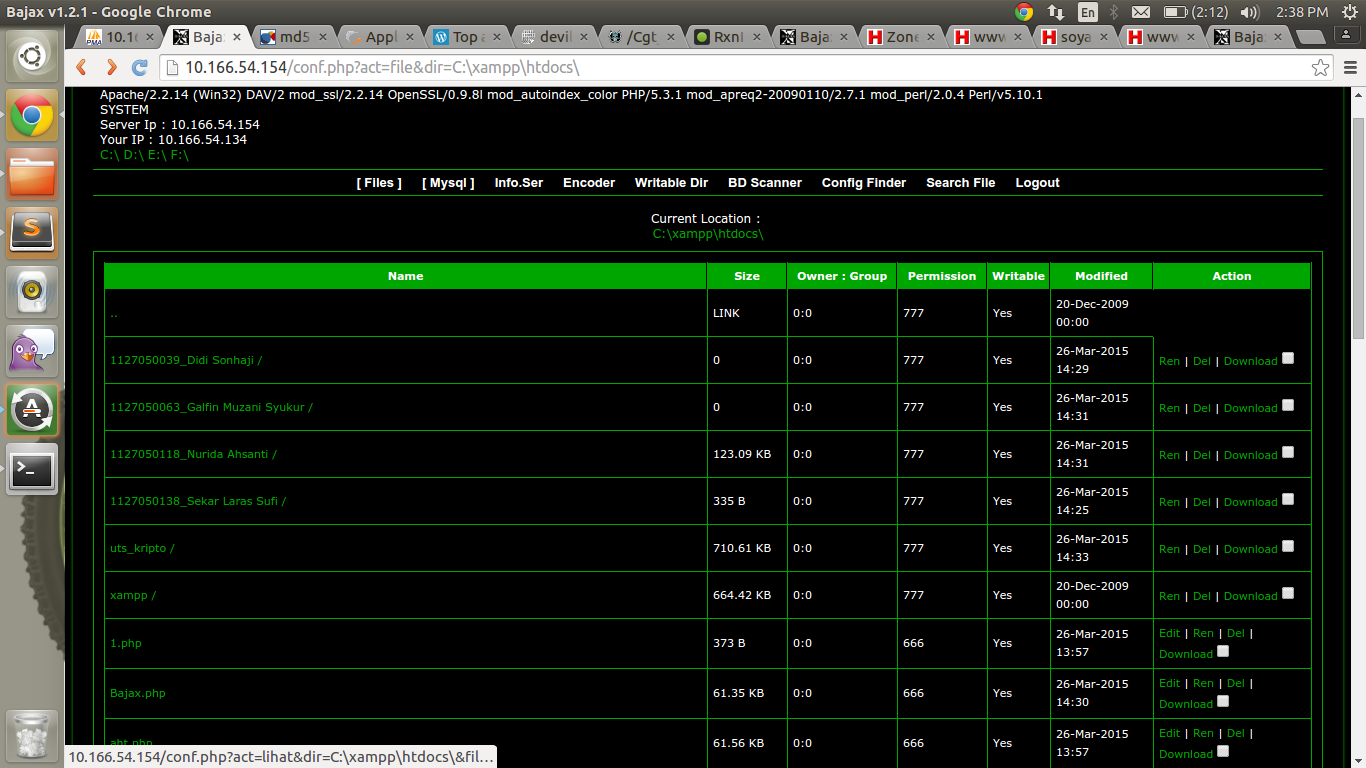 Bajax v1.2.1 - Google Chrome
En
(2:12)
2:38 PM
10.16
Baja
md5
Appl
Top a
devil
/Cgt
RxnI
Baja
Zone
www
soya
www
Baja
10.166.54.154/conf.php?act=file&dir=C:\xampp\htdocs\
Apache/2.2.14 (Win32) DAV/2 mod_ssl/2.2.14 OpenSSL/0.9.8l mod_autoindex_color PHP/5.3.1 mod_apreq2-20090110/2.7.1 mod_perl/2.0.4 Perl/v5.10.1
SYSTEM
Server Ip : 10.166.54.154
Your IP : 10.166.54.134
C:\ D:\ E:\ F:\
[ Files ] [ Mysql ] Info.Ser Encoder Writable Dir BD Scanner Config Finder Search File Logout
Current Location :
C:\xampp\htdocs\
Name Size Owner : Group Permission Writable Modified Action
.. LINK 0:0 777 Yes 20-Dec-2009
00:00
1127050039_Didi Sonhaji / 0 0:0 777 Yes 26-Mar-2015
14:29 Ren | Del | Download
1127050063_Galfin Muzani Syukur / 0 0:0 777 Yes 26-Mar-2015
14:31 Ren | Del | Download
1127050118_Nurida Ahsanti / 123.09 KB 0:0 777 Yes 26-Mar-2015
14:31 Ren | Del | Download
1127050138_Sekar Laras Sufi / 335 B 0:0 777 Yes 26-Mar-2015
14:25 Ren | Del | Download
uts_kripto / 710.61 KB 0:0 777 Yes 26-Mar-2015
14:33 Ren | Del | Download
xampp / 664.42 KB 0:0 777 Yes 20-Dec-2009
00:00 Ren | Del | Download
1.php 373 B 0:0 666 Yes 26-Mar-2015 Edit | Ren | Del |
13:57 Download
Bajax.php 61.35 KB 0:0 666 Yes 26-Mar-2015 Edit | Ren | Del |
14:30 Download
aht.php 61.56 KB 0:0 666 Yes 26-Mar-2015 Edit | Ren | Del |
13:57 Download
10.166.54.154/conf.php?act=lihat&dir=C:\xampp\htdocs\&fil...